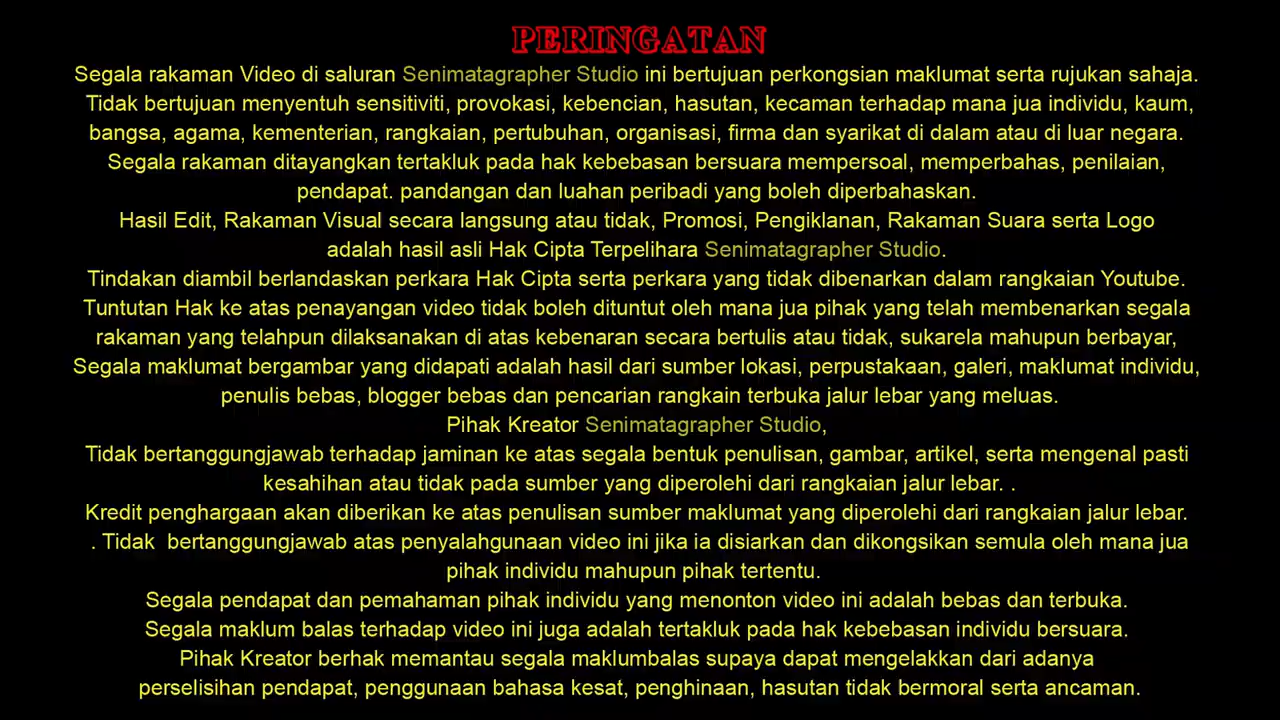 PERINGATAN
Segala rakaman Video di saluran Senimatagrapher Studio ini bertujuan perkongsian maklumat serta rujukan sahaja.
Tidak bertujuan menyentuh sensitiviti, provokasi, kebencian, hasutan, kecaman terhadap mana jua individu, kaum,
bangsa, agama, kementerian, rangkaian, pertubuhan, organisasi, firma dan syarikat di dalam atau di luar negara.
Segala rakaman ditayangkan tertakluk pada hak kebebasan bersuara mempersoal, memperbahas, penilaian,
pendapat. pandangan dan luahan peribadi yang boleh diperbahaskan.
Hasil Edit, Rakaman Visual secara langsung atau tidak, Promosi, Pengiklanan, Rakaman Suara serta Logo
adalah hasil asli Hak Cipta Terpelihara Senimatagrapher Studio.
Tindakan diambil berlandaskan perkara Hak Cipta serta perkara yang tidak dibenarkan dalam rangkaian Youtube.
Tuntutan Hak ke atas penayangan video tidak boleh dituntut oleh mana jua pihak yang telah membenarkan segala
rakaman yang telahpun dilaksanakan di atas kebenaran secara bertulis atau tidak, sukarela mahupun berbayar,
Segala maklumat bergambar yang didapati adalah hasil dari sumber lokasi, perpustakaan, galeri, maklumat individu,
penulis bebas, blogger bebas dan pencarian rangkain terbuka jalur lebar yang meluas.
Pihak Kreator Senimatagrapher Studio,
Tidak bertanggungjawab terhadap jaminan ke atas segala bentuk penulisan, gambar, artikel, serta mengenal pasti
kesahihan atau tidak pada sumber yang diperolehi dari rangkaian jalur lebar. .
Kredit penghargaan akan diberikan ke atas penulisan sumber maklumat yang diperolehi dari rangkaian jalur lebar.
. Tidak  bertanggungjawab atas penyalahgunaan video ini jika ia disiarkan dan dikongsikan semula oleh mana jua
pihak individu mahupun pihak tertentu.
Segala pendapat dan pemahaman pihak individu yang menonton video ini adalah bebas dan terbuka.
Segala maklum balas terhadap video ini juga adalah tertakluk pada hak kebebasan individu bersuara.
Pihak Kreator berhak memantau segala maklumbalas supaya dapat mengelakkan dari adanya
perselisihan pendapat, penggunaan bahasa kesat, penghinaan, hasutan tidak bermoral serta ancaman.